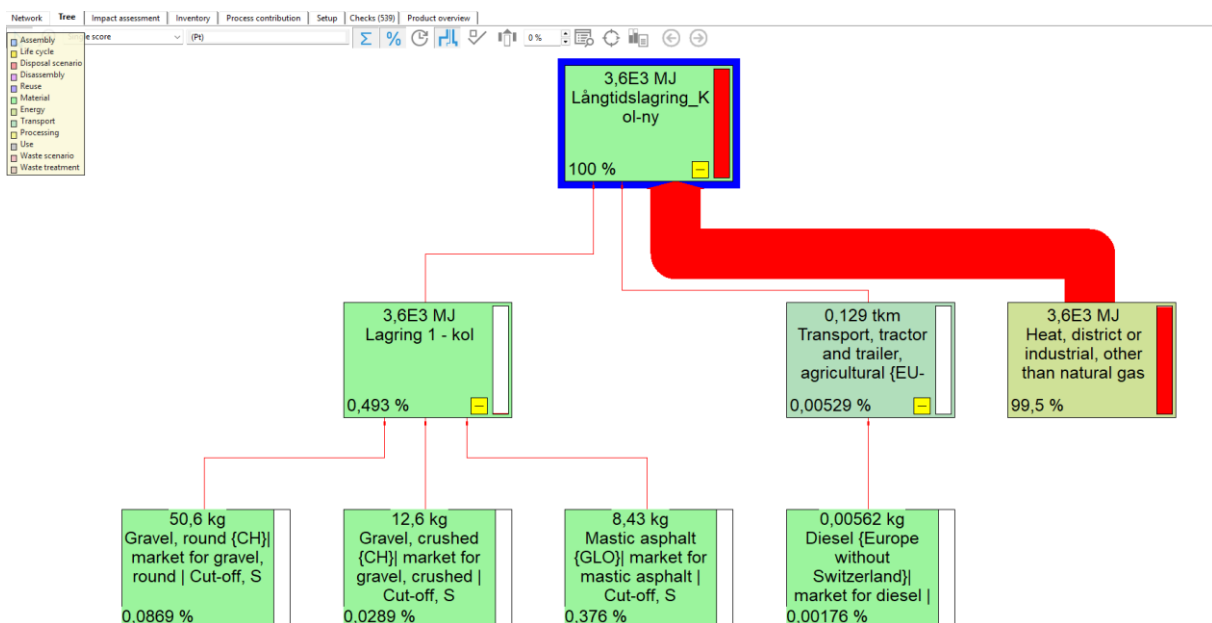 Network Tree Impact assessment Inventory Process contribution Setup Checks (539) Product overview
le score (Pt) 0 %
Assembly
Life cycle
Disposal scenario
Disassembly
Reuse
Material
Energy
Transport
Processing
Use
Waste scenario
Waste treatment
3,6E3 MJ
Långtidslagring_K
ol-ny
100 %
3,6E3 MJ
Lagring 1 - kol
0,493 %
0,129 tkm
Transport, tractor
and trailer,
agricultural {EU-
0,00529 %
3,6E3 MJ
Heat, district or
industrial, other
than natural gas
99,5 %
50,6 kg
Gravel, round {CH}|
market for gravel,
round | Cut-off, S
0,0869 %
12,6 kg
Gravel, crushed
{CH}| market for
gravel, crushed |
Cut-off, S
0,0289 %
8,43 kg
Mastic asphalt
{GLO}| market for
mastic asphalt |
Cut-off, S
0,376 %
0,00562 kg
Diesel {Europe
without
Switzerland}|
market for diesel |
0,00176 %